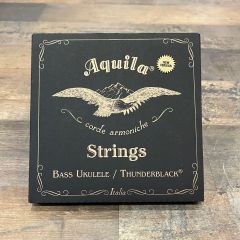 Aquila®
corde armoniche
Strings
Bass Ukulele / Thunderblack®
Italia